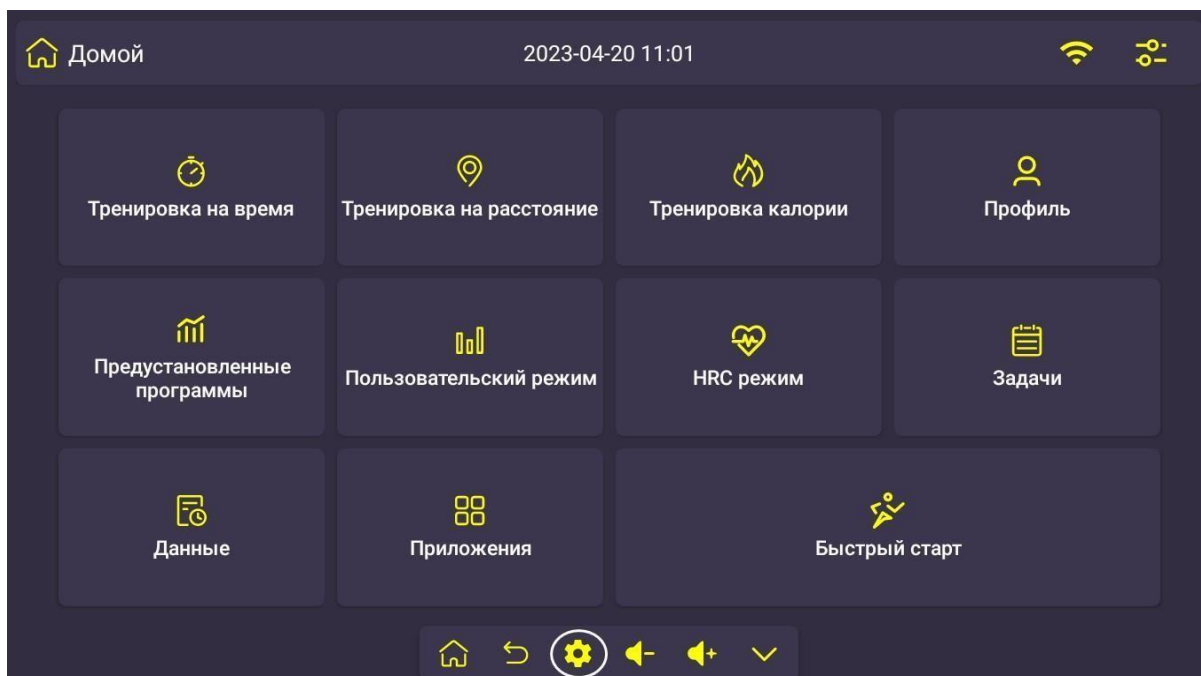 Домой
2023-04-20 11:01
Тренировка на время
Тренировка на расстояние
Тренировка калории
Профиль
Предустановленные
программы
Пользовательский режим
HRC режим
Задачи
Данные
Приложения
Быстрый старт